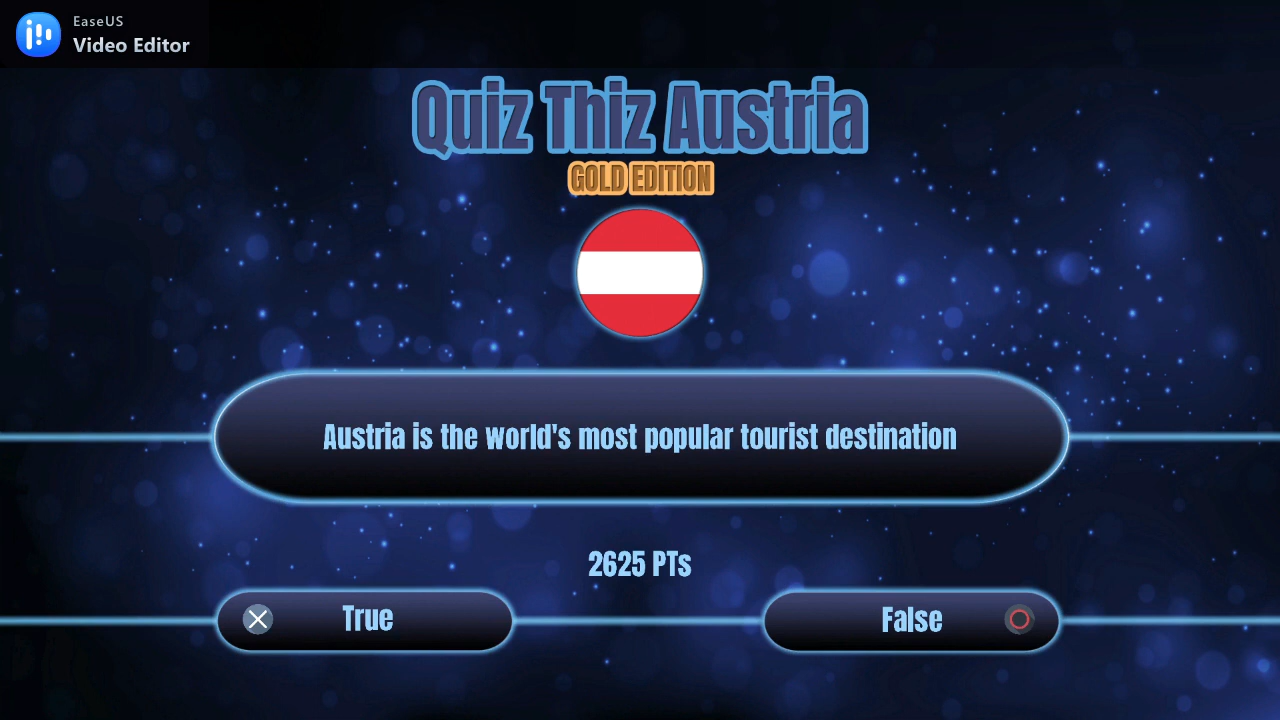 EaseUS
Video Editor
Quiz Thiz Austria
GOLD EDITION
Austria is the world's most popular tourist destination
2625 PTs
True
False